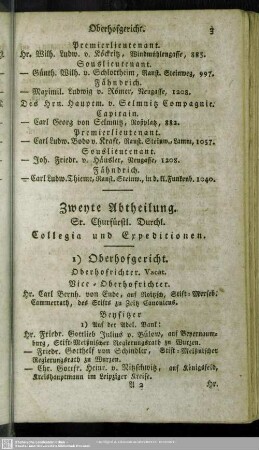 Oberhofgericht. 3
Premierlieutenant.
Hr. Wilh. Ludw. v. Köckritz, Windmühlengasse, 885.
Souslieutenant.
— Günth. Wilh. v. Schlottheim, Ranst. Steinweg, 997.
Fähndrich.
— Maximil. Ludwig v. Römer, Neugasse, 1208.
Des Hrn. Hauptm. v. Selmnitz Compagnie.
Capitain.
— Carl Georg von Selmnitz, Roßplatz, 882.
Premierlieutenant.
— Carl Ludw. Bodo v. Kraft, Ranst. Steinw., Lamm, 1057.
Souslieutenant.
— Joh. Friedr. v. Häusler, Neugasse, 1208.
Fähndrich.
— Carl Ludw. Thieme, Ranst. Steinw., in d. A. Funkenb. 1040.
Zweyte Abtheilung.
Sr. Churfürstl. Durchl.
Collegia und Expeditionen.
1) Oberhofgericht.
Oberhofrichter. Vacat.
Vice-Oberhofrichter.
Hr. Carl Bernh. von Ende, auf Stift-Merseb.
Cammerrath, des Stifts zu Zeitz Canonicus.
Beysitzer
1) Auf der Adel. Bank:
Hr. Friedr. Gottlieb Julius v. Bülow, auf Beyernaum-
burg, Stift-Meißnischer Regierungsrath zu Wurzen.
— Friedr. Gotthelf von Schindler, Stift-Meißnischer
Regierungsrath zu Wurzen.
— Chr. Gottfr. Heinr. v. Nitzschwitz, auf Königsfeld,
Kreishauptmann im Leipziger Kreise.
A 2 Hr.